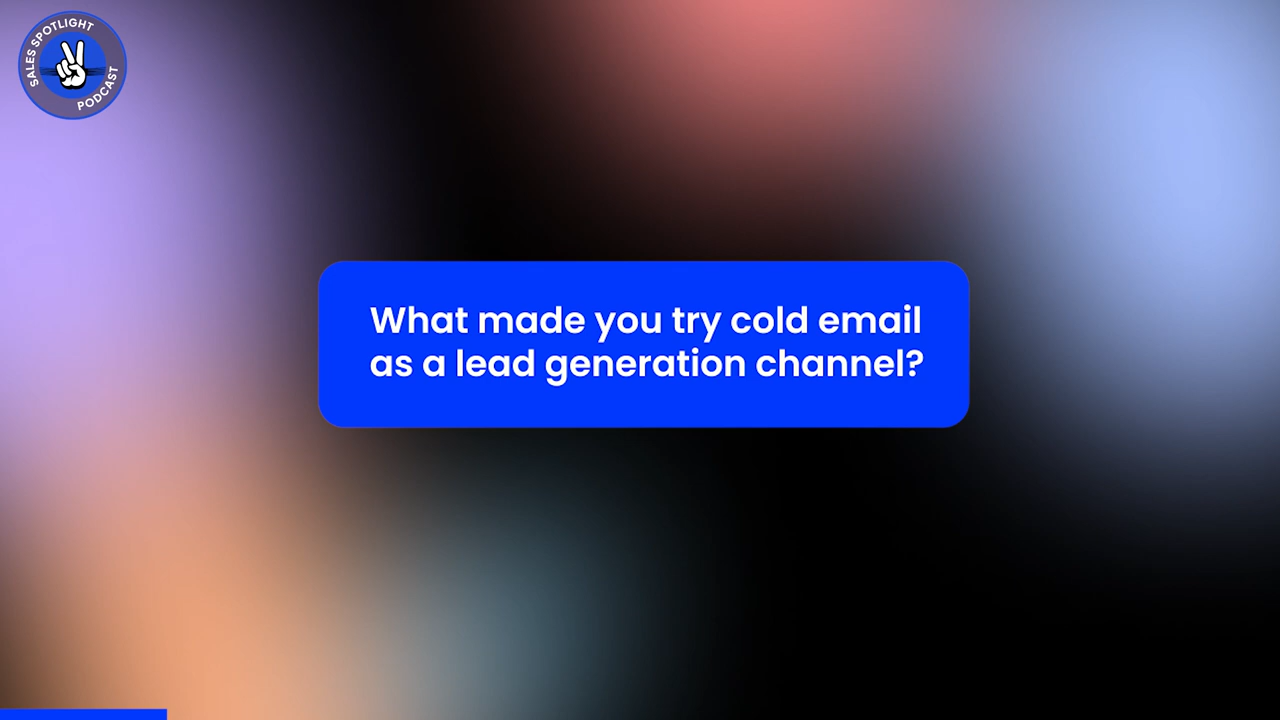 SALES SPOTLIGHT
PODCAST
What made you try cold email
as a lead generation channel?